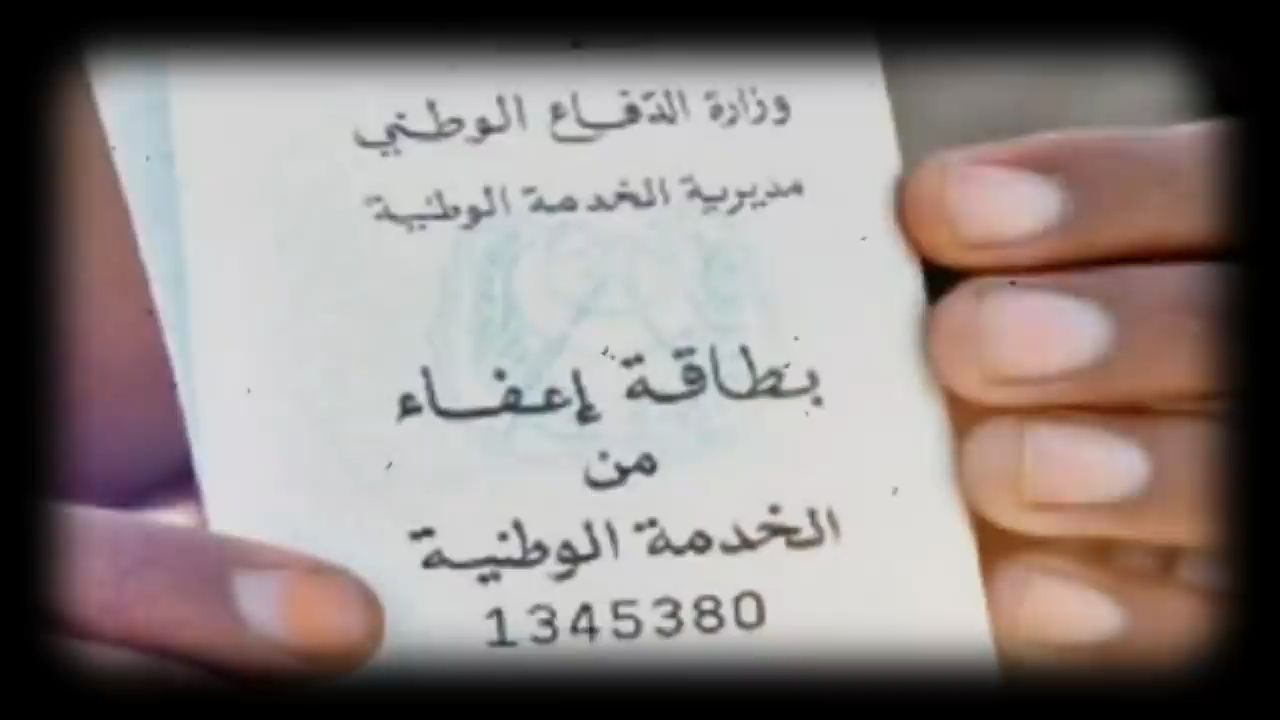 وزارة الدفاع الوطني
مديرية الخدمة الوطنية
بطاقة إعفاء
من
الخدمة الوطنية
1345380